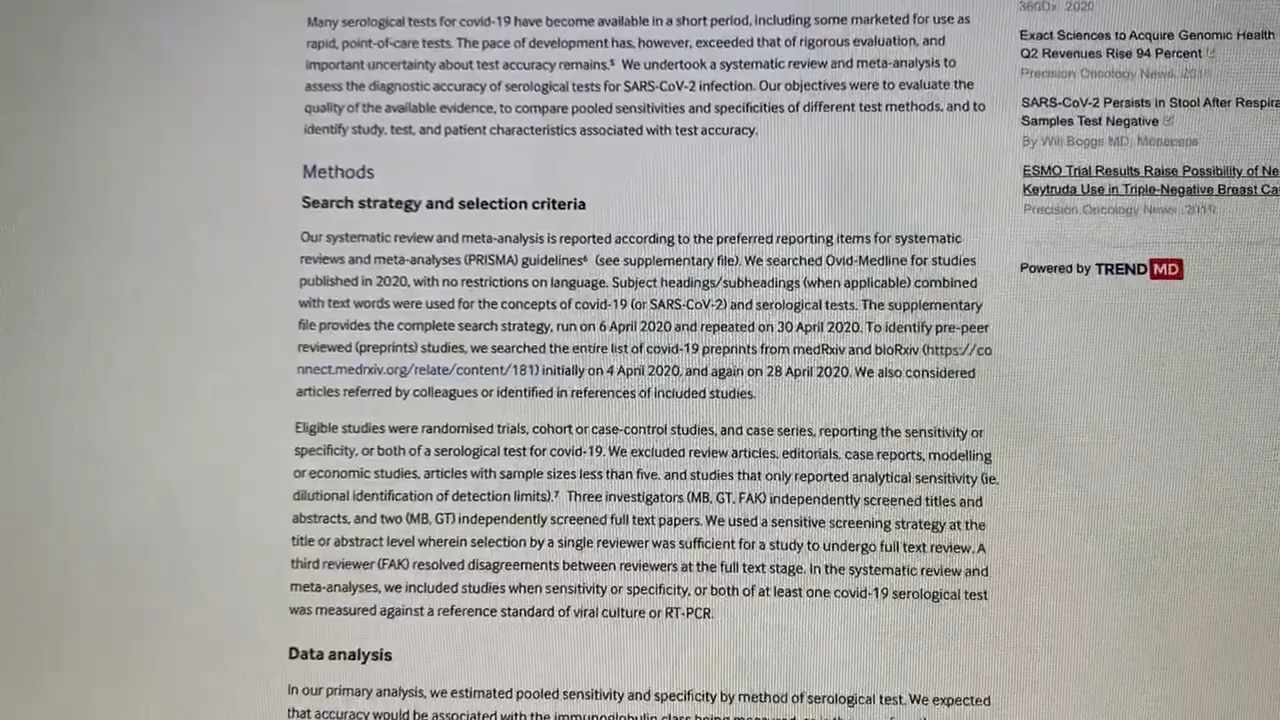 Many serological tests for covid-19 have become available in a short period, including some marketed for use as
rapid, point-of-care tests. The pace of development has, however, exceeded that of rigorous evaluation, and
important uncertainty about test accuracy remains.⁵ We undertook a systematic review and meta-analysis to
assess the diagnostic accuracy of serological tests for SARS-CoV-2 infection. Our objectives were to evaluate the
quality of the available evidence, to compare pooled sensitivities and specificities of different test methods, and to
identify study, test, and patient characteristics associated with test accuracy.
Methods
Search strategy and selection criteria
Our systematic review and meta-analysis is reported according to the preferred reporting items for systematic
reviews and meta-analyses (PRISMA) guidelines⁶ (see supplementary file). We searched Ovid-Medline for studies
published in 2020, with no restrictions on language. Subject headings/subheadings (when applicable) combined
with text words were used for the concepts of covid-19 (or SARS-CoV-2) and serological tests. The supplementary
file provides the complete search strategy, run on 6 April 2020 and repeated on 30 April 2020. To identify pre-peer
reviewed (preprints) studies, we searched the entire list of covid-19 preprints from medRxiv and bioRxiv (https://co
nnect.medrxiv.org/relate/content/181) initially on 4 April 2020, and again on 28 April 2020. We also considered
articles referred by colleagues or identified in references of included studies.
Eligible studies were randomised trials, cohort or case-control studies, and case series, reporting the sensitivity or
specificity, or both of a serological test for covid-19. We excluded review articles, editorials, case reports, modelling
or economic studies, articles with sample sizes less than five, and studies that only reported analytical sensitivity (ie,
dilutional identification of detection limits).⁷ Three investigators (MB, GT, FAK) independently screened titles and
abstracts, and two (MB, GT) independently screened full text papers. We used a sensitive screening strategy at the
title or abstract level wherein selection by a single reviewer was sufficient for a study to undergo full text review. A
third reviewer (FAK) resolved disagreements between reviewers at the full text stage. In the systematic review and
meta-analyses, we included studies when sensitivity or specificity, or both of at least one covid-19 serological test
was measured against a reference standard of viral culture or RT-PCR.
Data analysis
In our primary analysis, we estimated pooled sensitivity and specificity by method of serological test. We expected
that accuracy would be associated with the immunoglobulin class being measured
360Dx, 2020
Exact Sciences to Acquire Genomic Health
Q2 Revenues Rise 94 Percent
Precision Oncology News, 2019
SARS-CoV-2 Persists in Stool After Respira
Samples Test Negative
By Will Boggs MD, Medscape
ESMO Trial Results Raise Possibility of Ne
Keytruda Use in Triple-Negative Breast Ca
Precision Oncology News, 2019
Powered by TREND MD